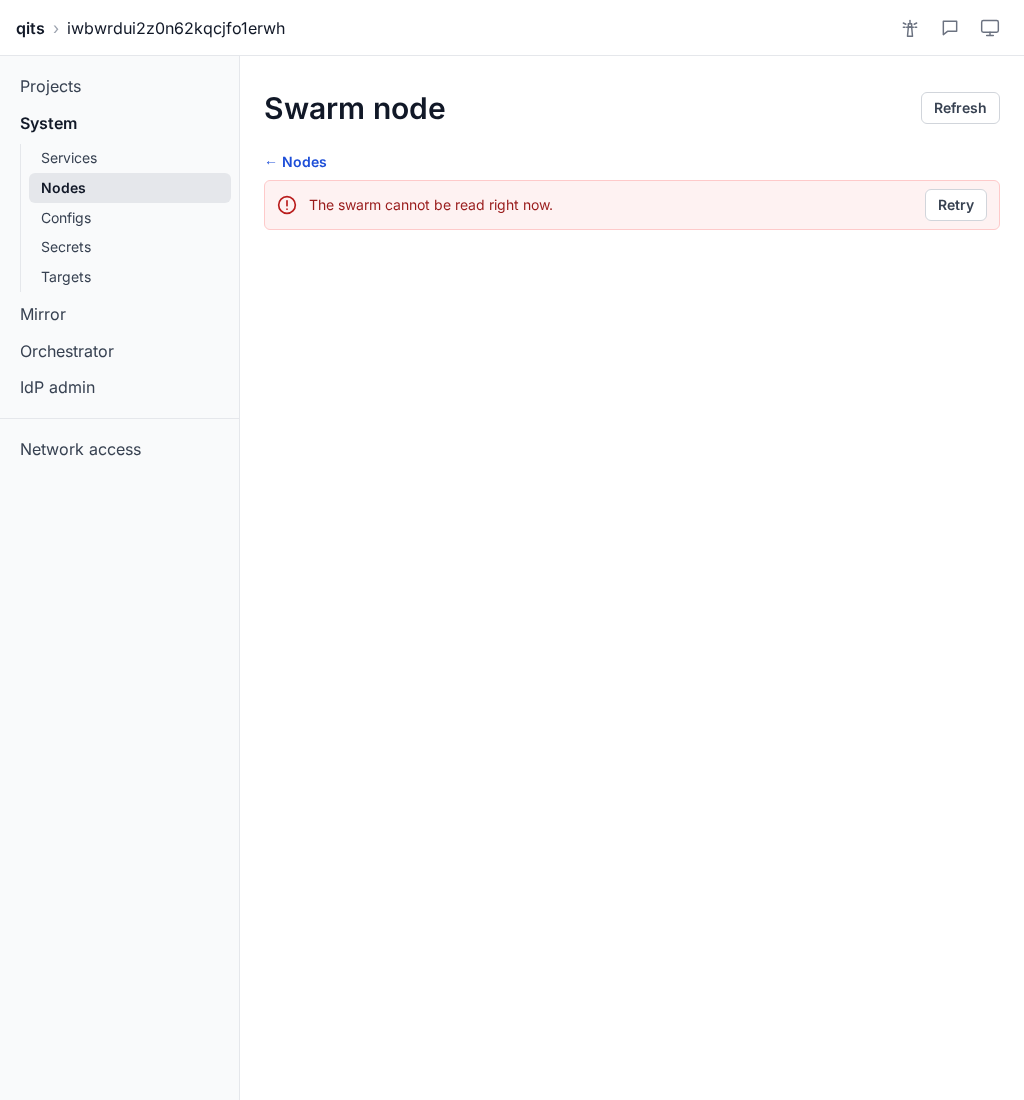 qits › iwbwrdui2z0n62kqcjfo1erwh
Projects
System
Services
Nodes
Configs
Secrets
Targets
Mirror
Orchestrator
IdP admin
Network access
Swarm node
Refresh
← Nodes
The swarm cannot be read right now.
Retry